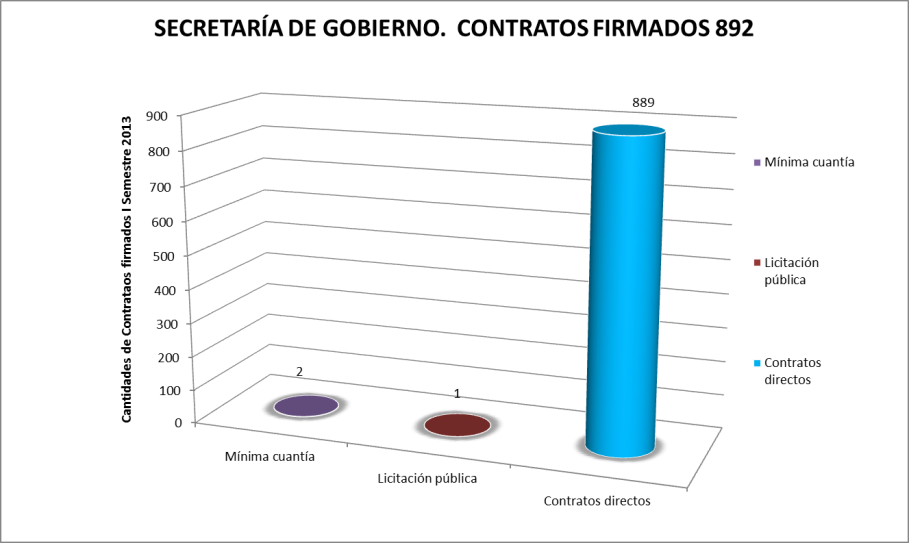 SECRETARÍA DE GOBIERNO. CONTRATOS FIRMADOS 892
Cantidades de Contrataos firmados I Semestre 2013
900
800
700
600
500
400
300
200
100
0
2
1
889
Mínima cuantía
Licitación pública
Contratos directos
Mínima cuantía
Licitación
pública
Contratos
directos